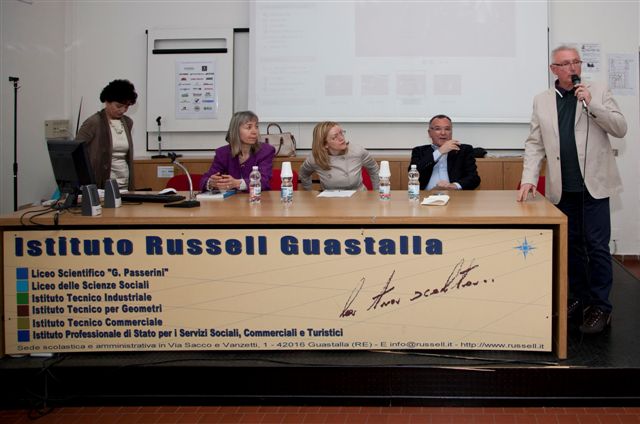 Istituto Russell Guastalla
Liceo Scientifico "G. Passerini"
Liceo delle Scienze Sociali
Istituto Tecnico Industriale
Istituto Tecnico per Geometri
Istituto Tecnico Commerciale
Istituto Professionale di Stato per i Servizi Sociali, Commerciali e Turistici
Sede scolastica e amministrativa in Via Sacco e Vanzetti, 1 - 42016 Guastalla (RE) - E info@russell.it - http://www.russell.it